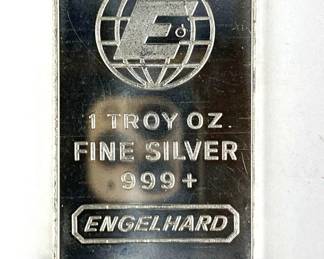 E
1 TROY OZ.
FINE SILVER
999+
ENGELHARD